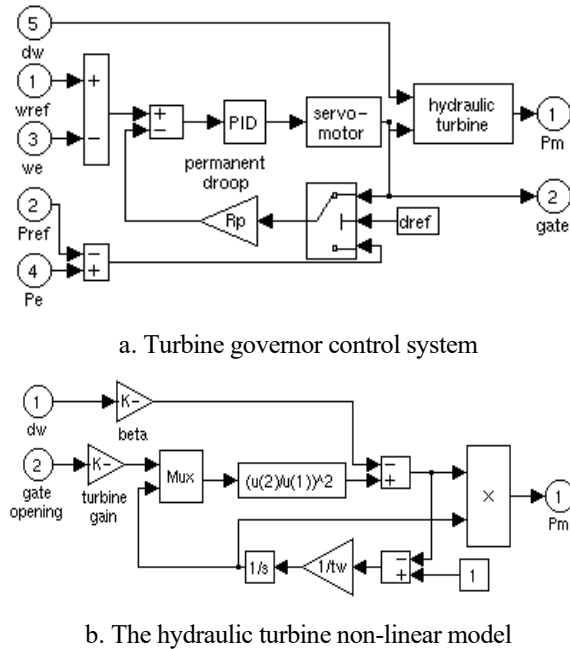 5
dw
1
wref
3
we
2
Pref
4
Pe
+
−
+
−
PID
servo-
motor
hydraulic
turbine
1
Pm
permanent
droop
Rp
dref
2
gate
−
+
a. Turbine governor control system
1
dw
K-
beta
2
gate
opening
K-
turbine
gain
Mux
(u(2)/u(1))^2
−
+
×
1
Pm
1/s
1/tw
−
+
1
b. The hydraulic turbine non-linear model